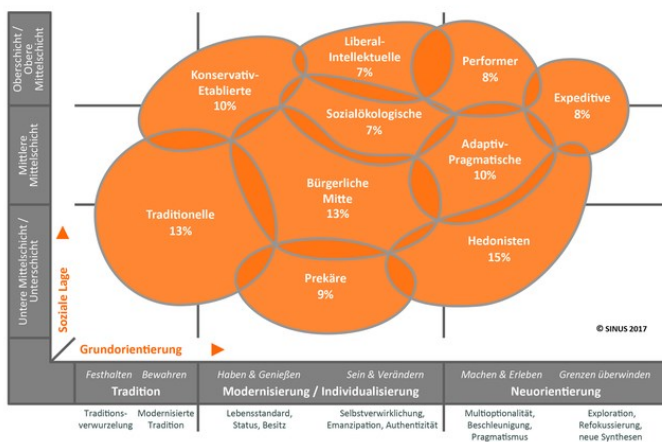 Oberschicht /
Obere
Mittelschicht
Mittlere
Mittelschicht
Untere Mittelschicht /
Unterschicht
Soziale Lage
Konservativ-
Etablierte
10%
Liberal-
Intellektuelle
7%
Performer
8%
Expeditive
8%
Sozialökologische
7%
Adaptiv-
Pragmatische
10%
Traditionelle
13%
Bürgerliche
Mitte
13%
Hedonisten
15%
Prekäre
9%
© SINUS 2017
Grundorientierung
Festhalten
Bewahren
Tradition
Haben & Genießen
Sein & Verändern
Modernisierung / Individualisierung
Machen & Erleben
Grenzen überwinden
Neuorientierung
Traditions-
verwurzelung
Modernisierte
Tradition
Lebensstandard,
Status, Besitz
Selbstverwirklichung,
Emanzipation, Authentizität
Multioptionalität,
Beschleunigung,
Pragmatismus
Exploration,
Refokussierung,
neue Synthesen